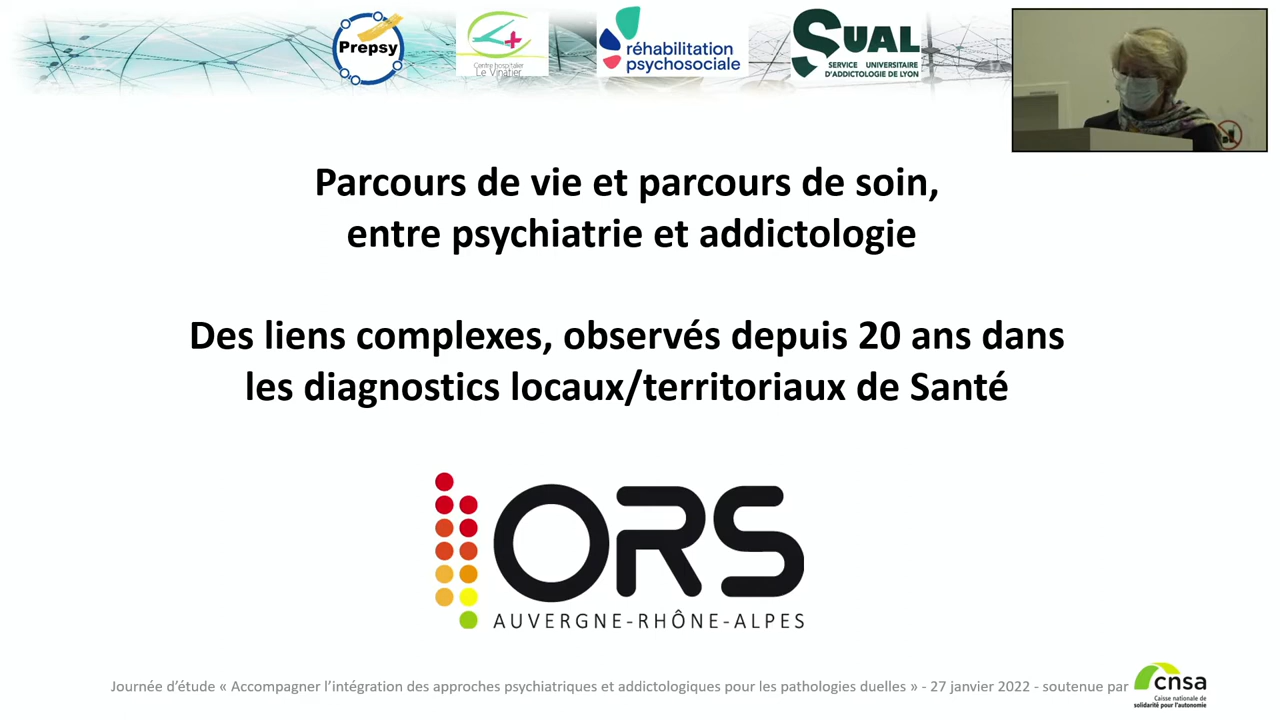 Prepsy
Centre hospitalier
Le Vinatier
réhabilitation
psychosociale
SUAL
SERVICE UNIVERSITAIRE
D'ADDICTOLOGIE DE LYON
Parcours de vie et parcours de soin,
entre psychiatrie et addictologie
Des liens complexes, observés depuis 20 ans dans
les diagnostics locaux/territoriaux de Santé
ORS
AUVERGNE-RHÔNE-ALPES
Journée d'étude « Accompagner l'intégration des approches psychiatriques et addictologiques pour les pathologies duelles » - 27 janvier 2022 - soutenue par
cnsa
Caisse nationale de
solidarité pour l'autonomie